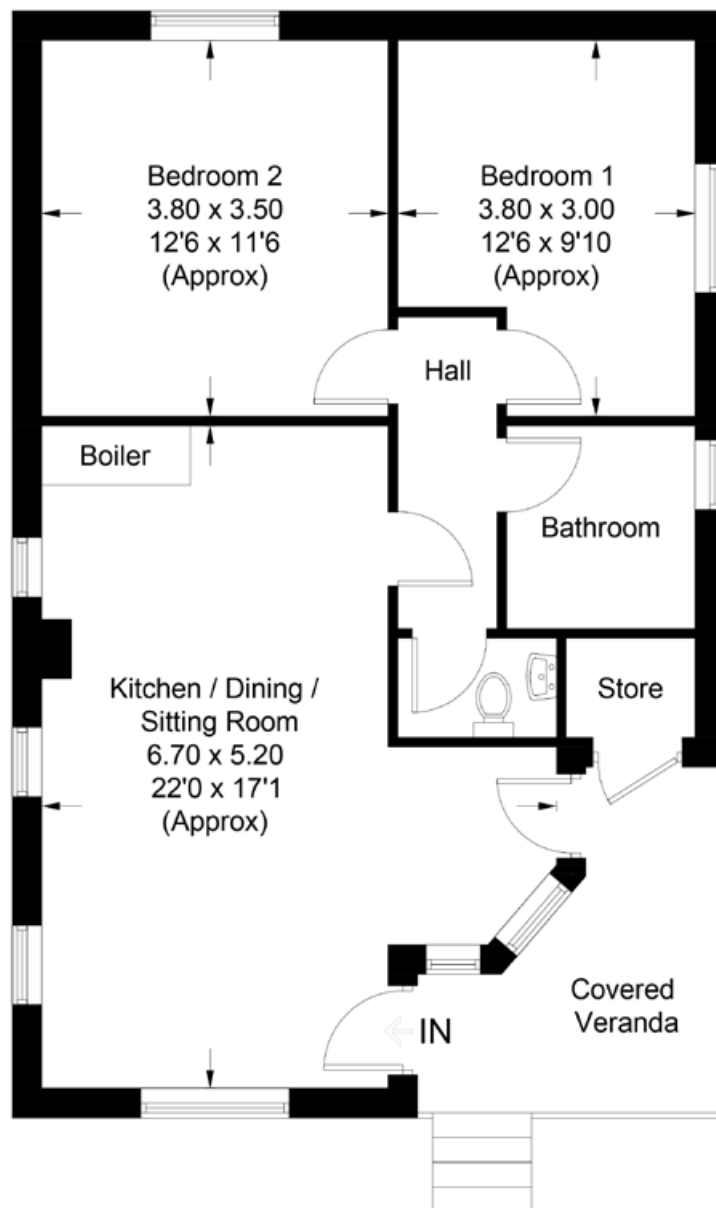 Bedroom 2
3.80 x 3.50
12'6 x 11'6
(Approx)
Bedroom 1
3.80 x 3.00
12'6 x 9'10
(Approx)
Hall
Boiler
Bathroom
Kitchen / Dining /
Sitting Room
6.70 x 5.20
22'0 x 17'1
(Approx)
Store
Covered
Veranda
IN